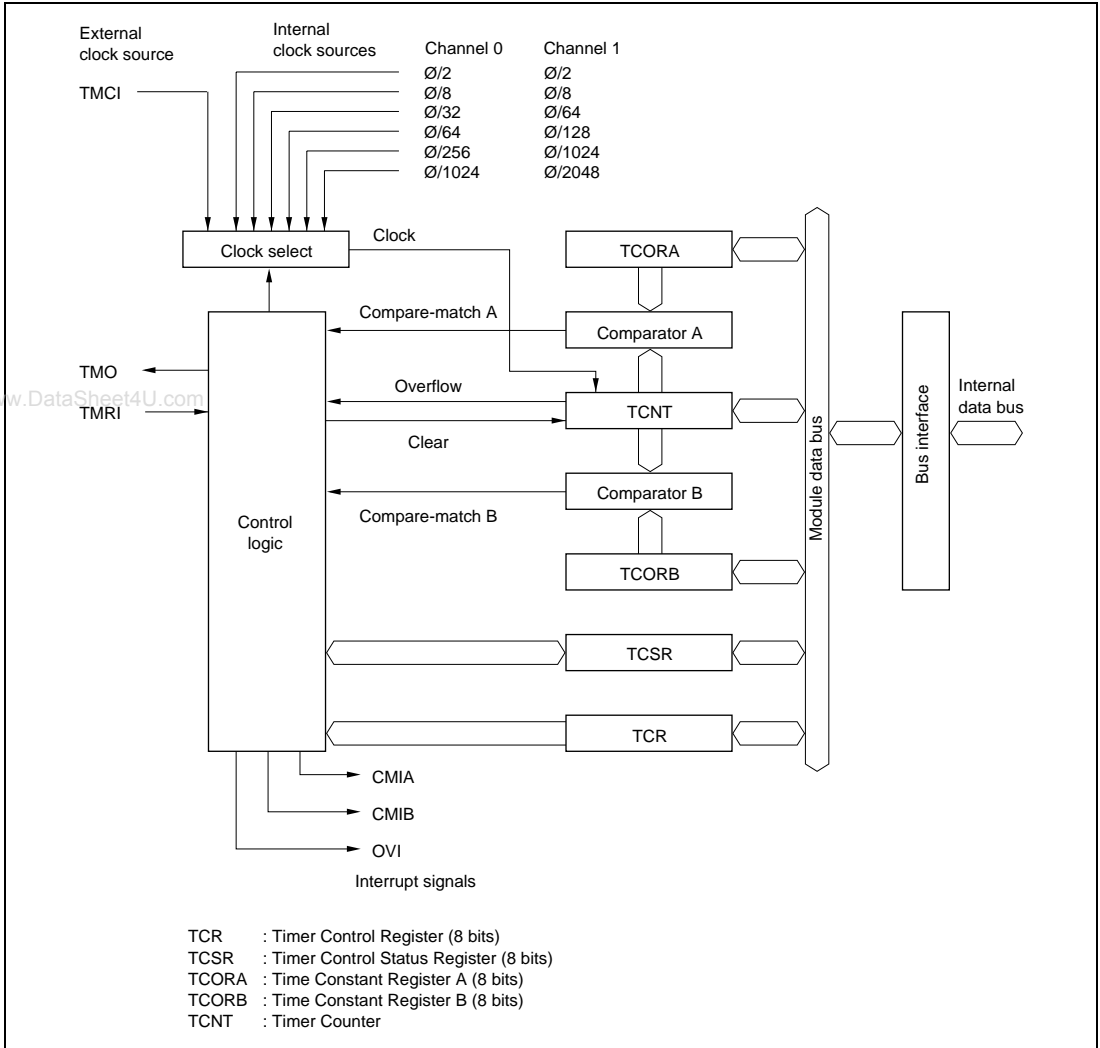 External
clock source
Internal
clock sources
Channel 0
Channel 1
Ø/2
Ø/2
TMCI
Ø/8
Ø/8
Ø/32
Ø/64
Ø/64
Ø/128
Ø/256
Ø/1024
Ø/1024
Ø/2048
Clock select
Clock
TCORA
Compare-match A
Comparator A
TMO
TMRI
w.DataSheet4U.com
Overflow
TCNT
Clear
Internal
data bus
Bus interface
Module data bus
Comparator B
Compare-match B
Control
logic
TCORB
TCSR
TCR
CMIA
CMIB
OVI
Interrupt signals
TCR : Timer Control Register (8 bits)
TCSR : Timer Control Status Register (8 bits)
TCORA : Time Constant Register A (8 bits)
TCORB : Time Constant Register B (8 bits)
TCNT : Timer Counter